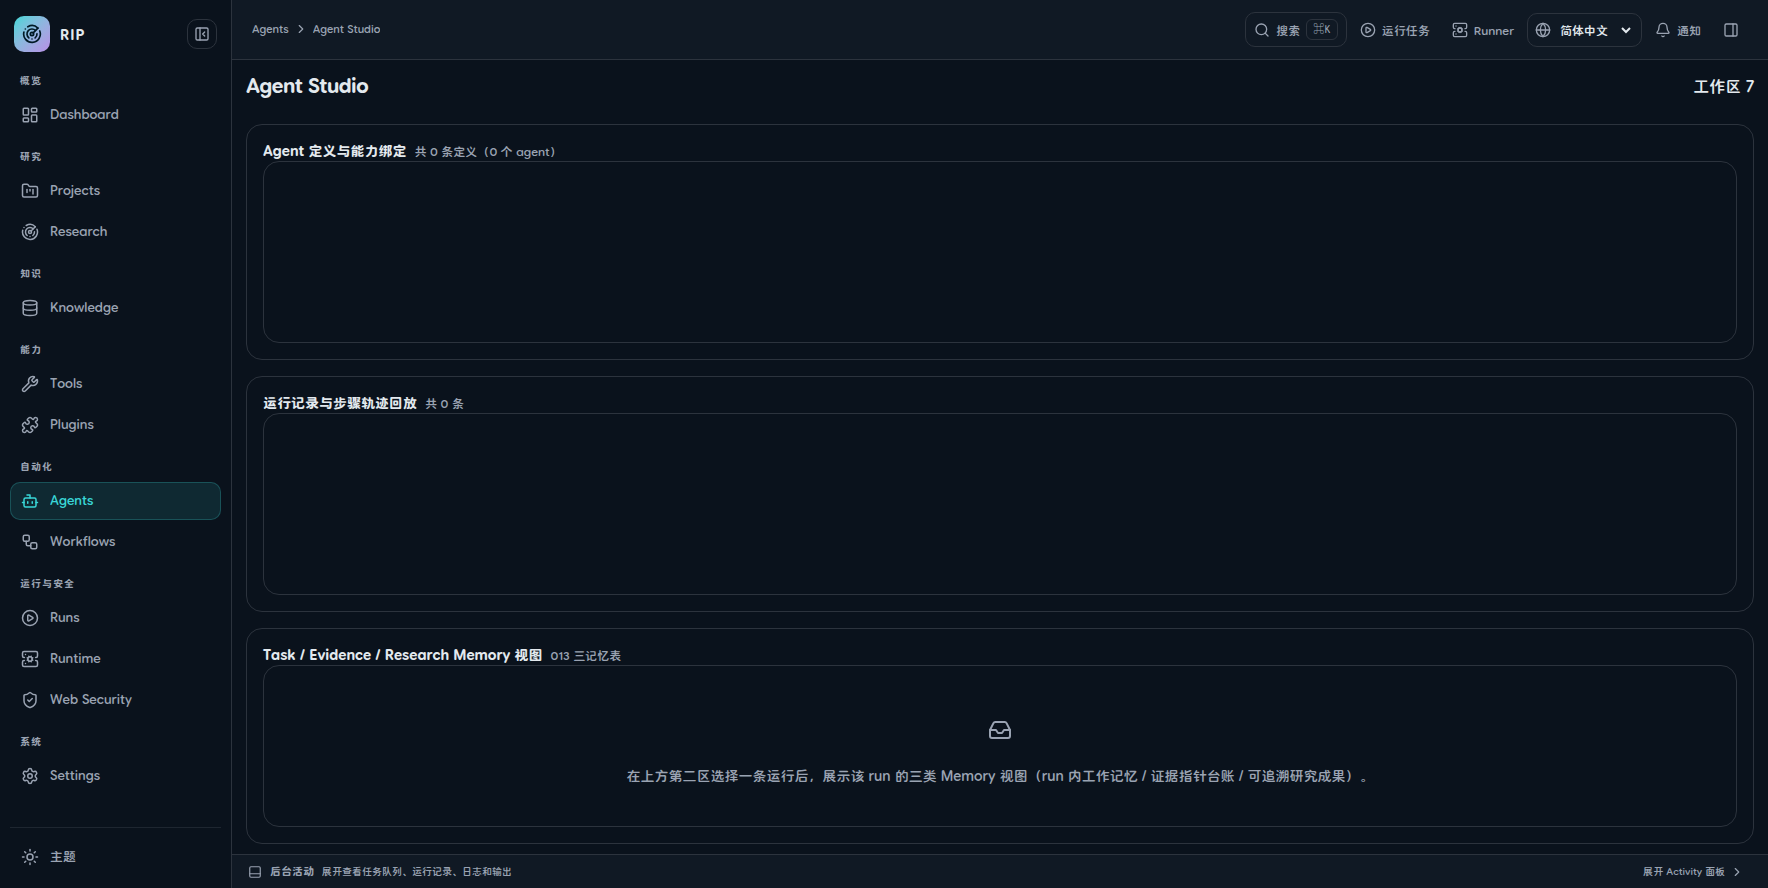 RIP
概览
Dashboard
研究
Projects
Research
知识
Knowledge
能力
Tools
Plugins
自动化
Agents
Workflows
运行与安全
Runs
Runtime
Web Security
系统
Settings
主题
Agents > Agent Studio
搜索 ⌘K
运行任务
Runner
简体中文
通知
Agent Studio
工作区 7
Agent 定义与能力绑定 共 0 条定义（0 个 agent）
运行记录与步骤轨迹回放 共 0 条
Task / Evidence / Research Memory 视图 013 三记忆表
在上方第二区选择一条运行后，展示该 run 的三类 Memory 视图（run 内工作记忆 / 证据指针台账 / 可追溯研究成果）。
后台活动 展开查看任务队列、运行记录、日志和输出
展开 Activity 面板